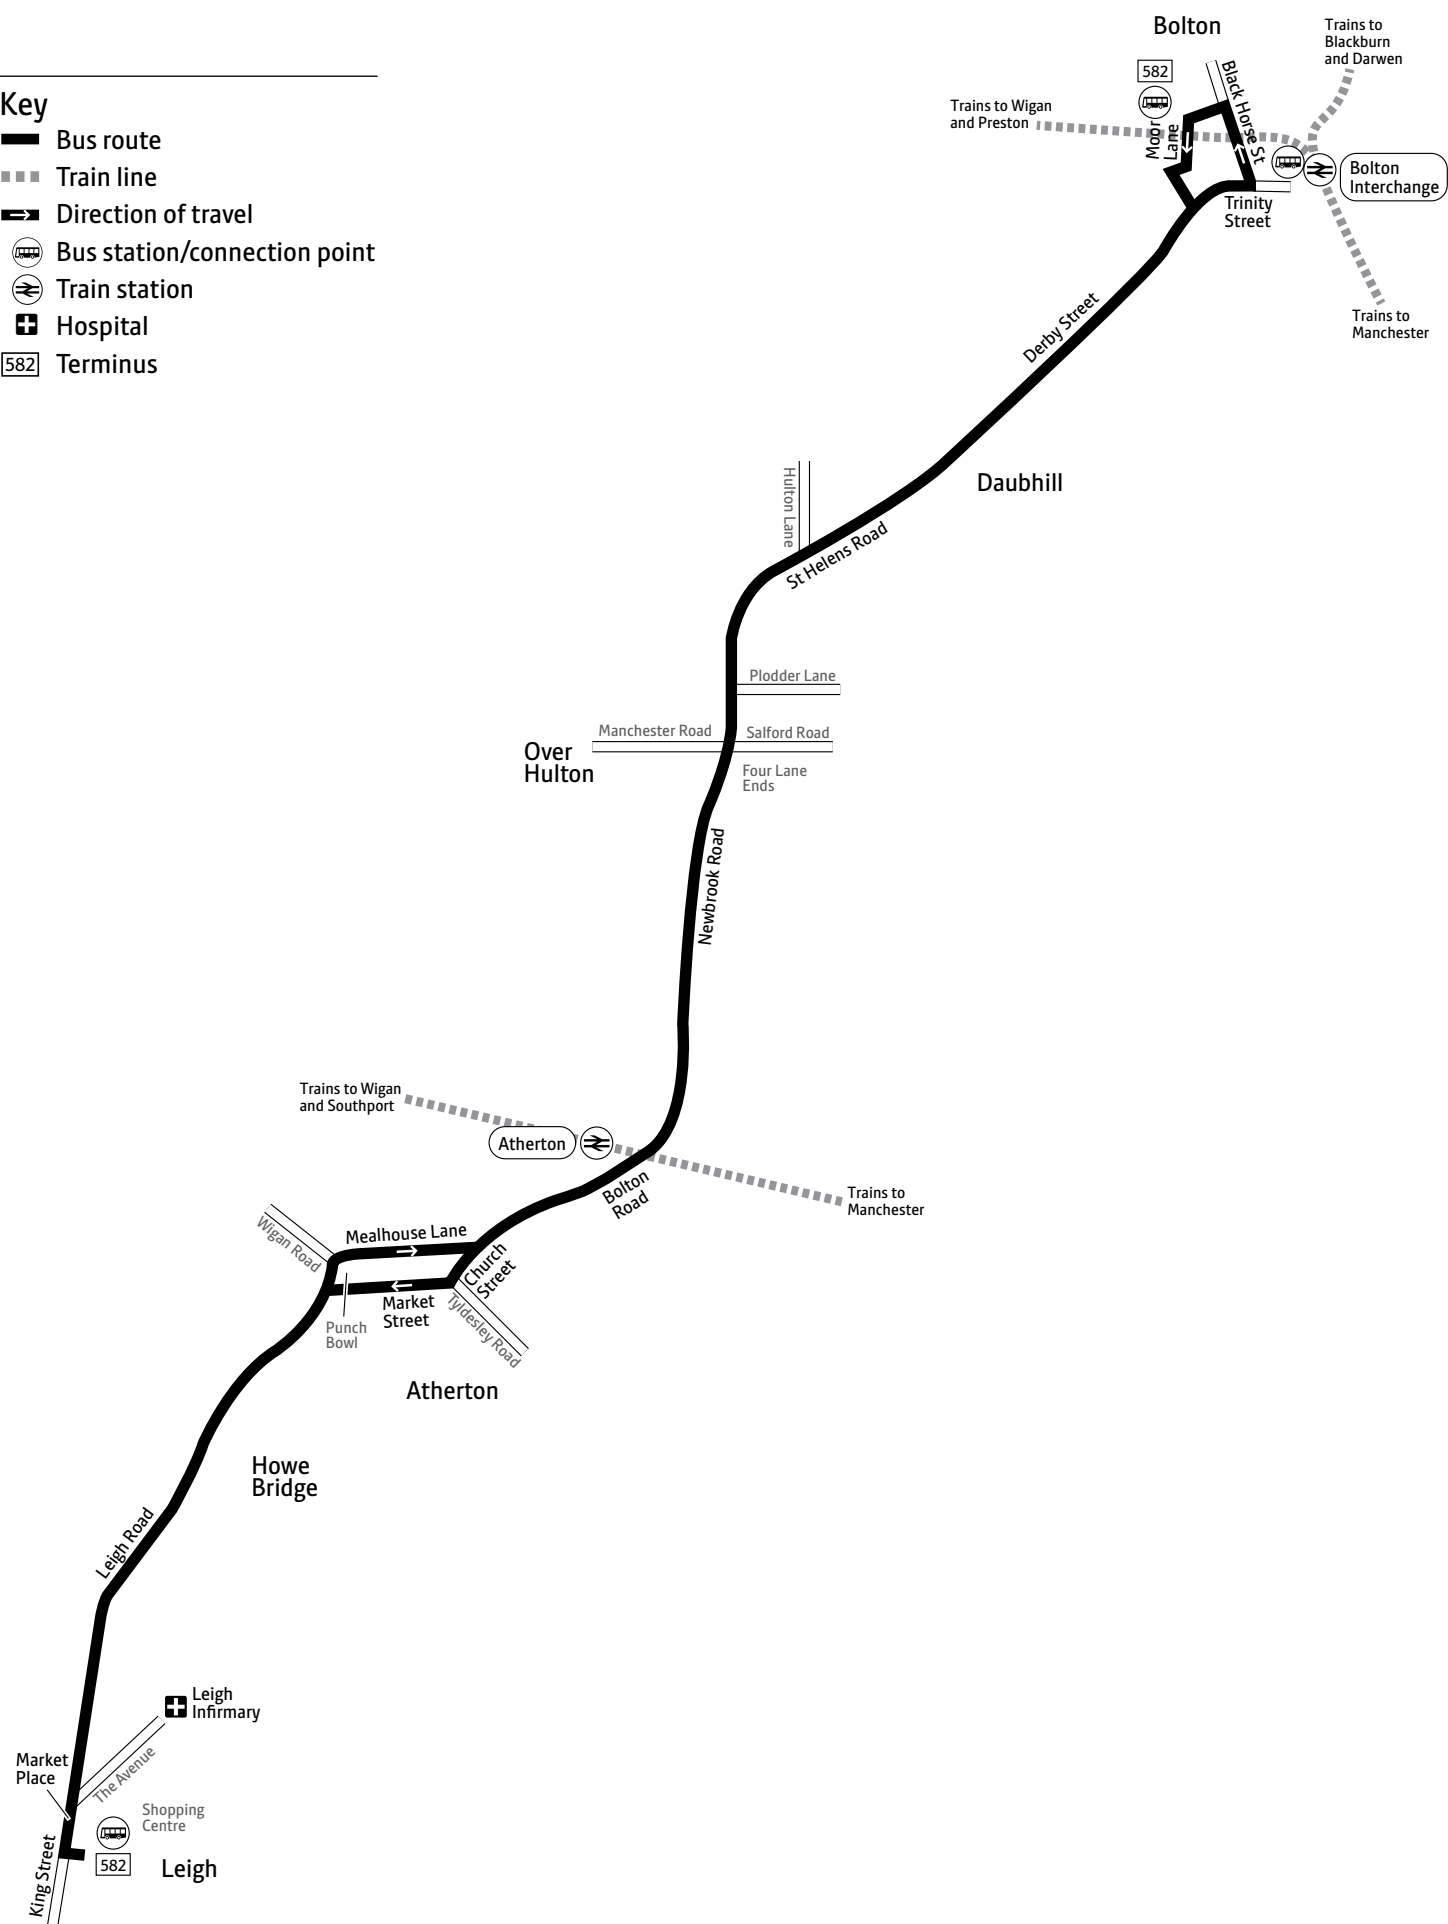 Bolton
Trains to
Blackburn
and Darwen
582
Black Horse St
Trains to Wigan
and Preston
Moor
Lane
Bolton
Interchange
Trinity
Street
Trains to
Manchester
Key
Bus route
Train line
Direction of travel
Bus station/connection point
Train station
Hospital
582 Terminus
Derby Street
Daubhill
Hulton Lane
St Helens Road
Plodder Lane
Manchester Road
Salford Road
Over
Hulton
Four Lane
Ends
Newbrook Road
Trains to Wigan
and Southport
Atherton
Bolton
Road
Trains to
Manchester
Wigan Road
Mealhouse Lane
Church
Street
Market
Street
Punch
Bowl
Tyldesley Road
Atherton
Howe
Bridge
Leigh Road
Leigh
Infirmary
Market
Place
The Avenue
Shopping
Centre
King Street
582
Leigh